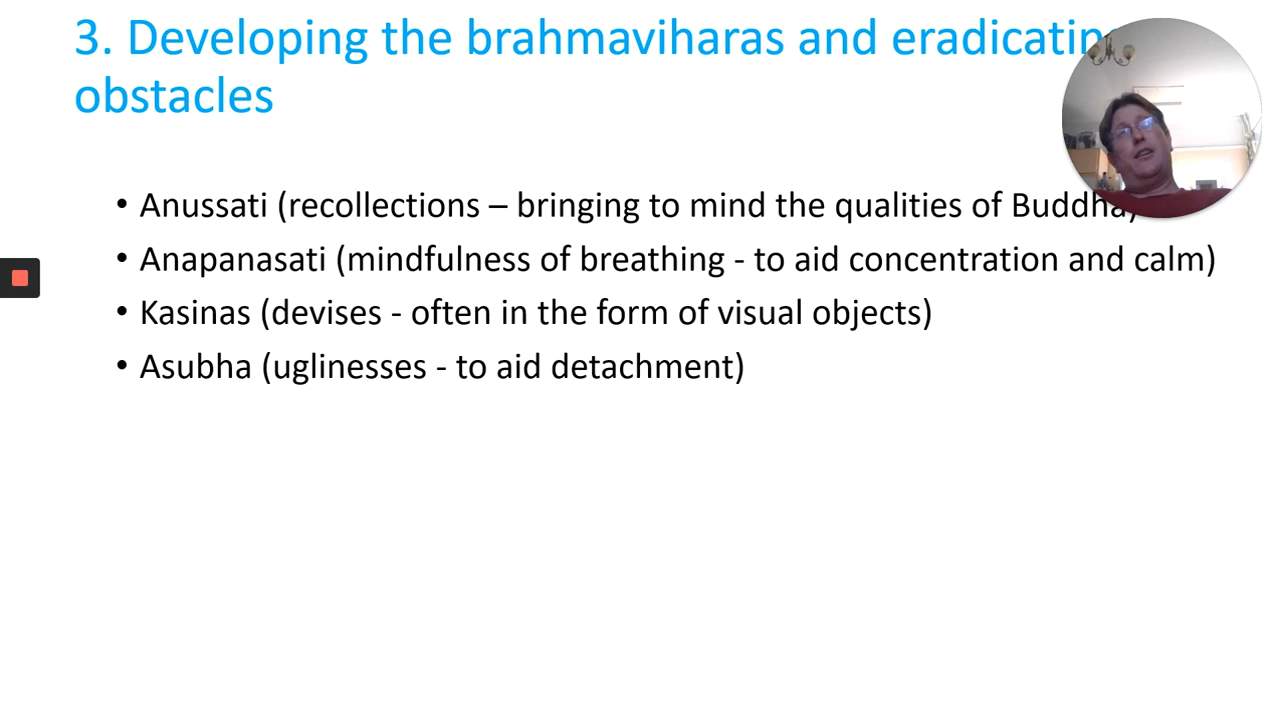 3. Developing the brahmaviharas and eradicating
obstacles
• Anussati (recollections – bringing to mind the qualities of Buddha)
• Anapanasati (mindfulness of breathing - to aid concentration and calm)
• Kasinas (devises - often in the form of visual objects)
• Asubha (uglinesses - to aid detachment)